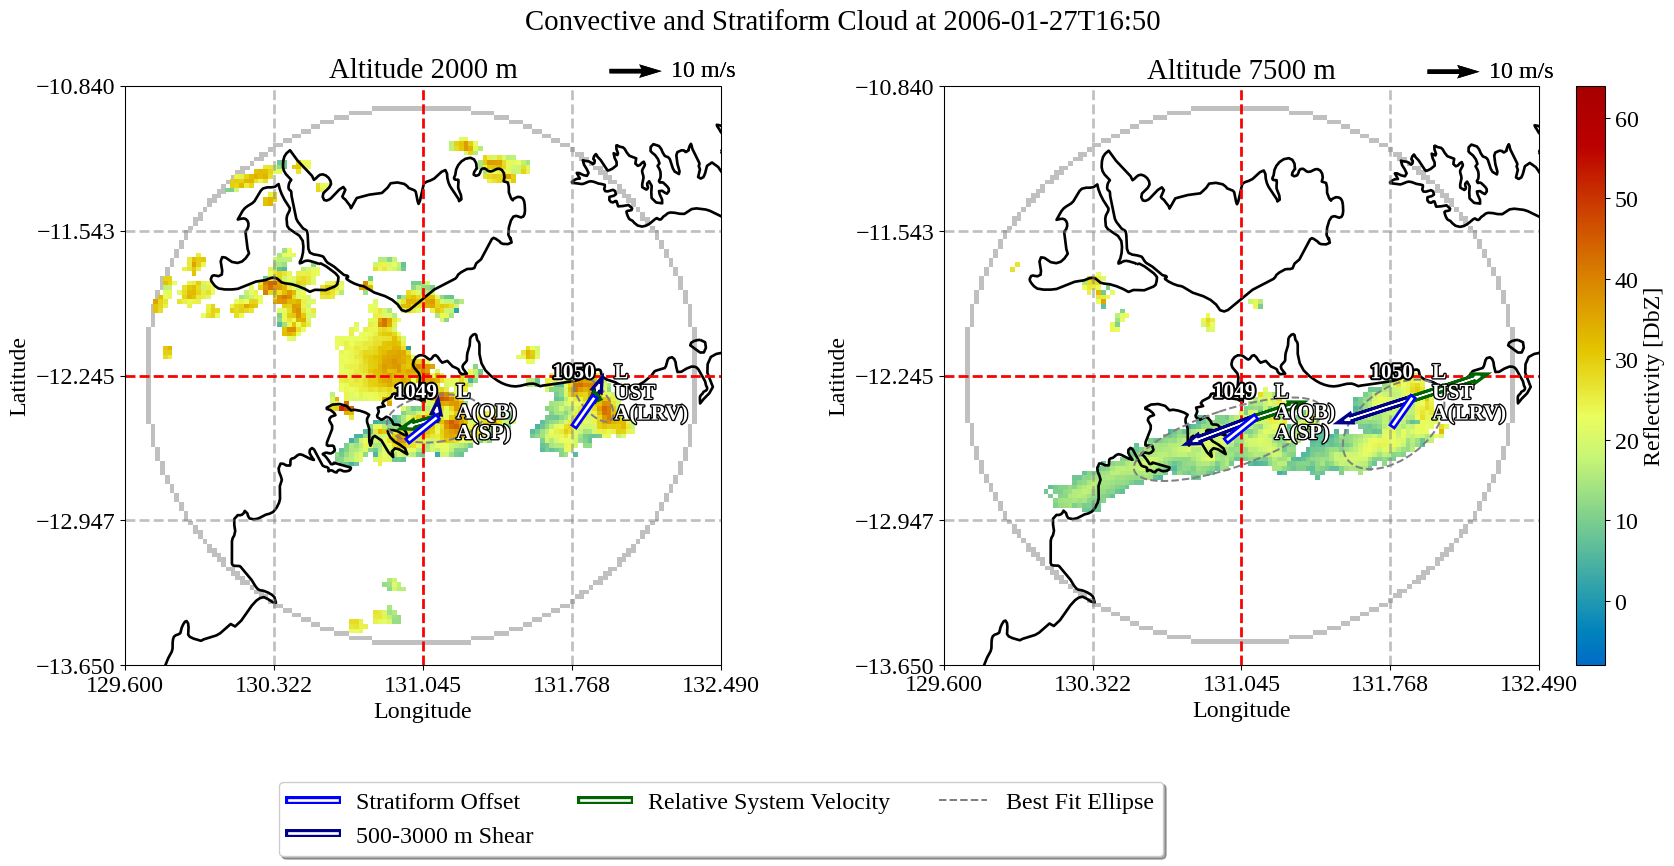 Convective and Stratiform Cloud at 2006-01-27T16:50
Altitude 2000 m
10 m/s
Altitude 7500 m
10 m/s
Latitude
−10.840
−11.543
−12.245
−12.947
−13.650
129.600
130.322
131.045
131.768
132.490
Longitude
1049
L
A(QB)
A(SP)
1050
L
UST
A(LRV)
Latitude
−10.840
−11.543
−12.245
−12.947
−13.650
129.600
130.322
131.045
131.768
132.490
Longitude
1049
L
A(QB)
A(SP)
1050
L
UST
A(LRV)
60
50
40
30
20
10
0
Reflectivity [DbZ]
Stratiform Offset
500-3000 m Shear
Relative System Velocity
Best Fit Ellipse